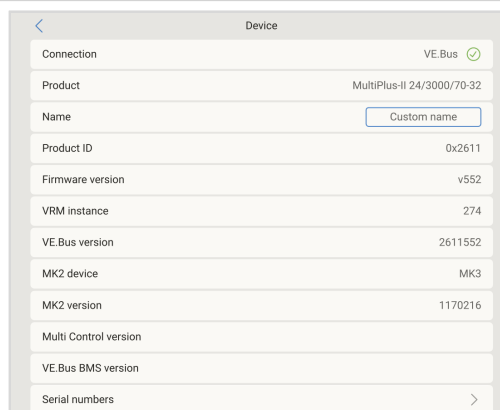 Device
Connection VE.Bus
Product MultiPlus-II 24/3000/70-32
Name Custom name
Product ID 0x2611
Firmware version v552
VRM instance 274
VE.Bus version 2611552
MK2 device MK3
MK2 version 1170216
Multi Control version
VE.Bus BMS version
Serial numbers